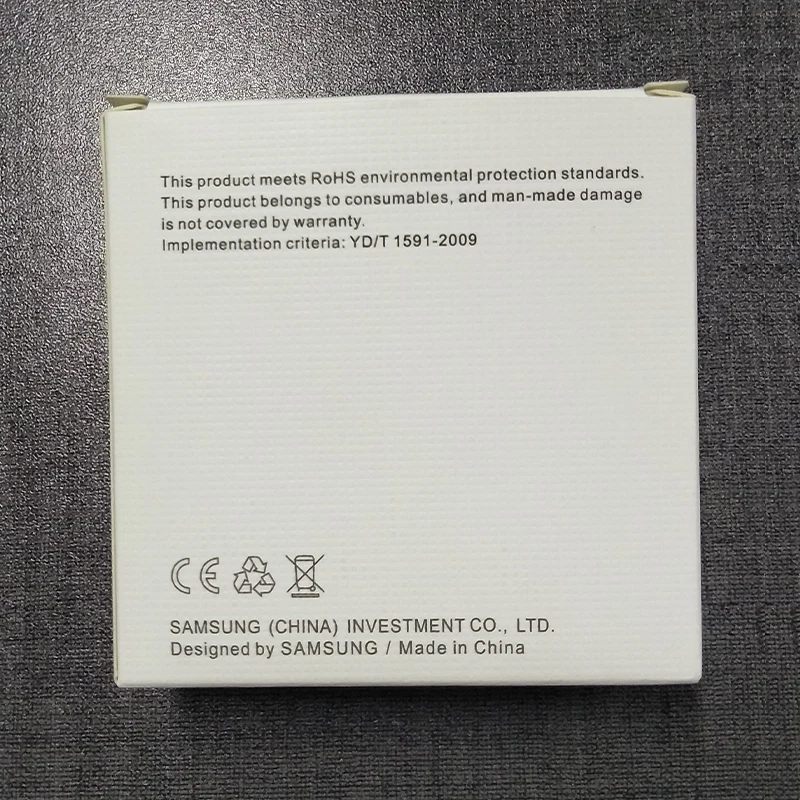 This product meets RoHS environmental protection standards.
This product belongs to consumables, and man-made damage
is not covered by warranty.
Implementation criteria: YD/T 1591-2009
CE
SAMSUNG (CHINA) INVESTMENT CO., LTD.
Designed by SAMSUNG / Made in China